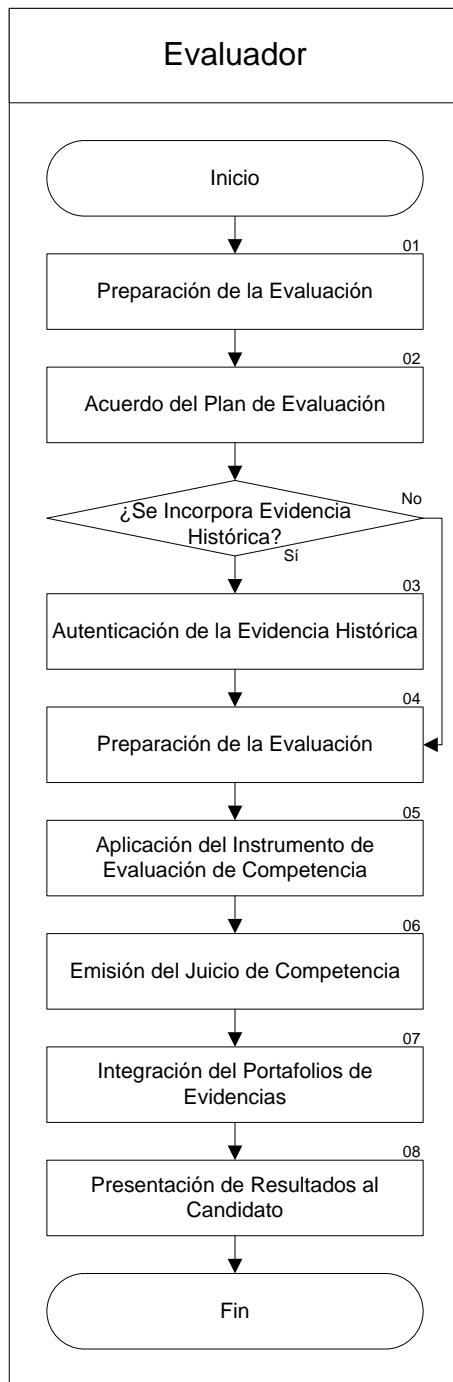 Evaluador
Inicio
01
Preparación de la Evaluación
02
Acuerdo del Plan de Evaluación
¿Se Incorpora Evidencia
Histórica?
No
Sí
03
Autenticación de la Evidencia Histórica
04
Preparación de la Evaluación
05
Aplicación del Instrumento de
Evaluación de Competencia
06
Emisión del Juicio de Competencia
07
Integración del Portafolios de
Evidencias
08
Presentación de Resultados al
Candidato
Fin